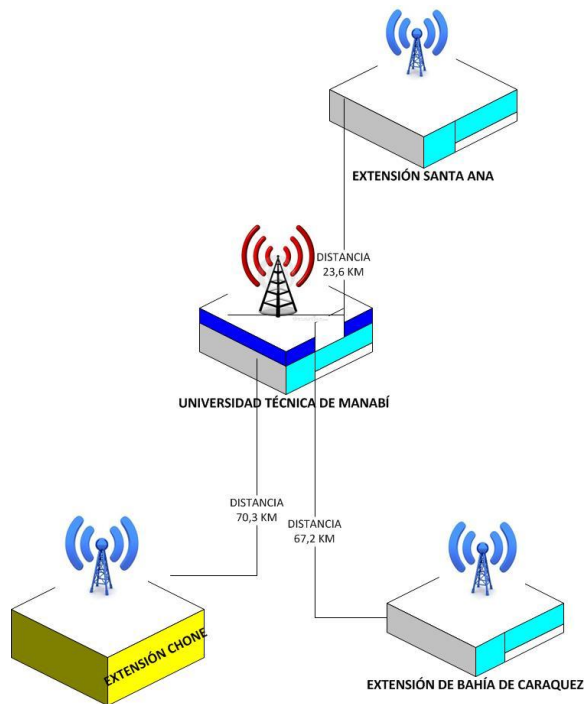 EXTENSIÓN SANTA ANA
DISTANCIA
23,6 KM
UNIVERSIDAD TÉCNICA DE MANABÍ
DISTANCIA
70,3 KM
DISTANCIA
67,2 KM
EXTENSIÓN CHONE
EXTENSIÓN DE BAHÍA DE CARAQUEZ